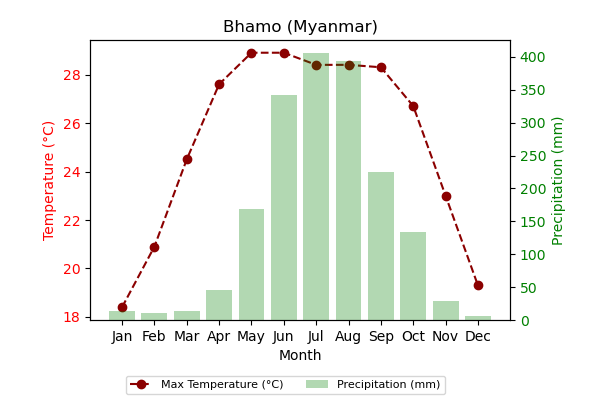 Bhamo (Myanmar)
Temperature (°C)
28
26
24
22
20
18
Precipitation (mm)
400
350
300
250
200
150
100
50
0
Jan Feb Mar Apr May Jun Jul Aug Sep Oct Nov Dec
Month
Max Temperature (°C) Precipitation (mm)